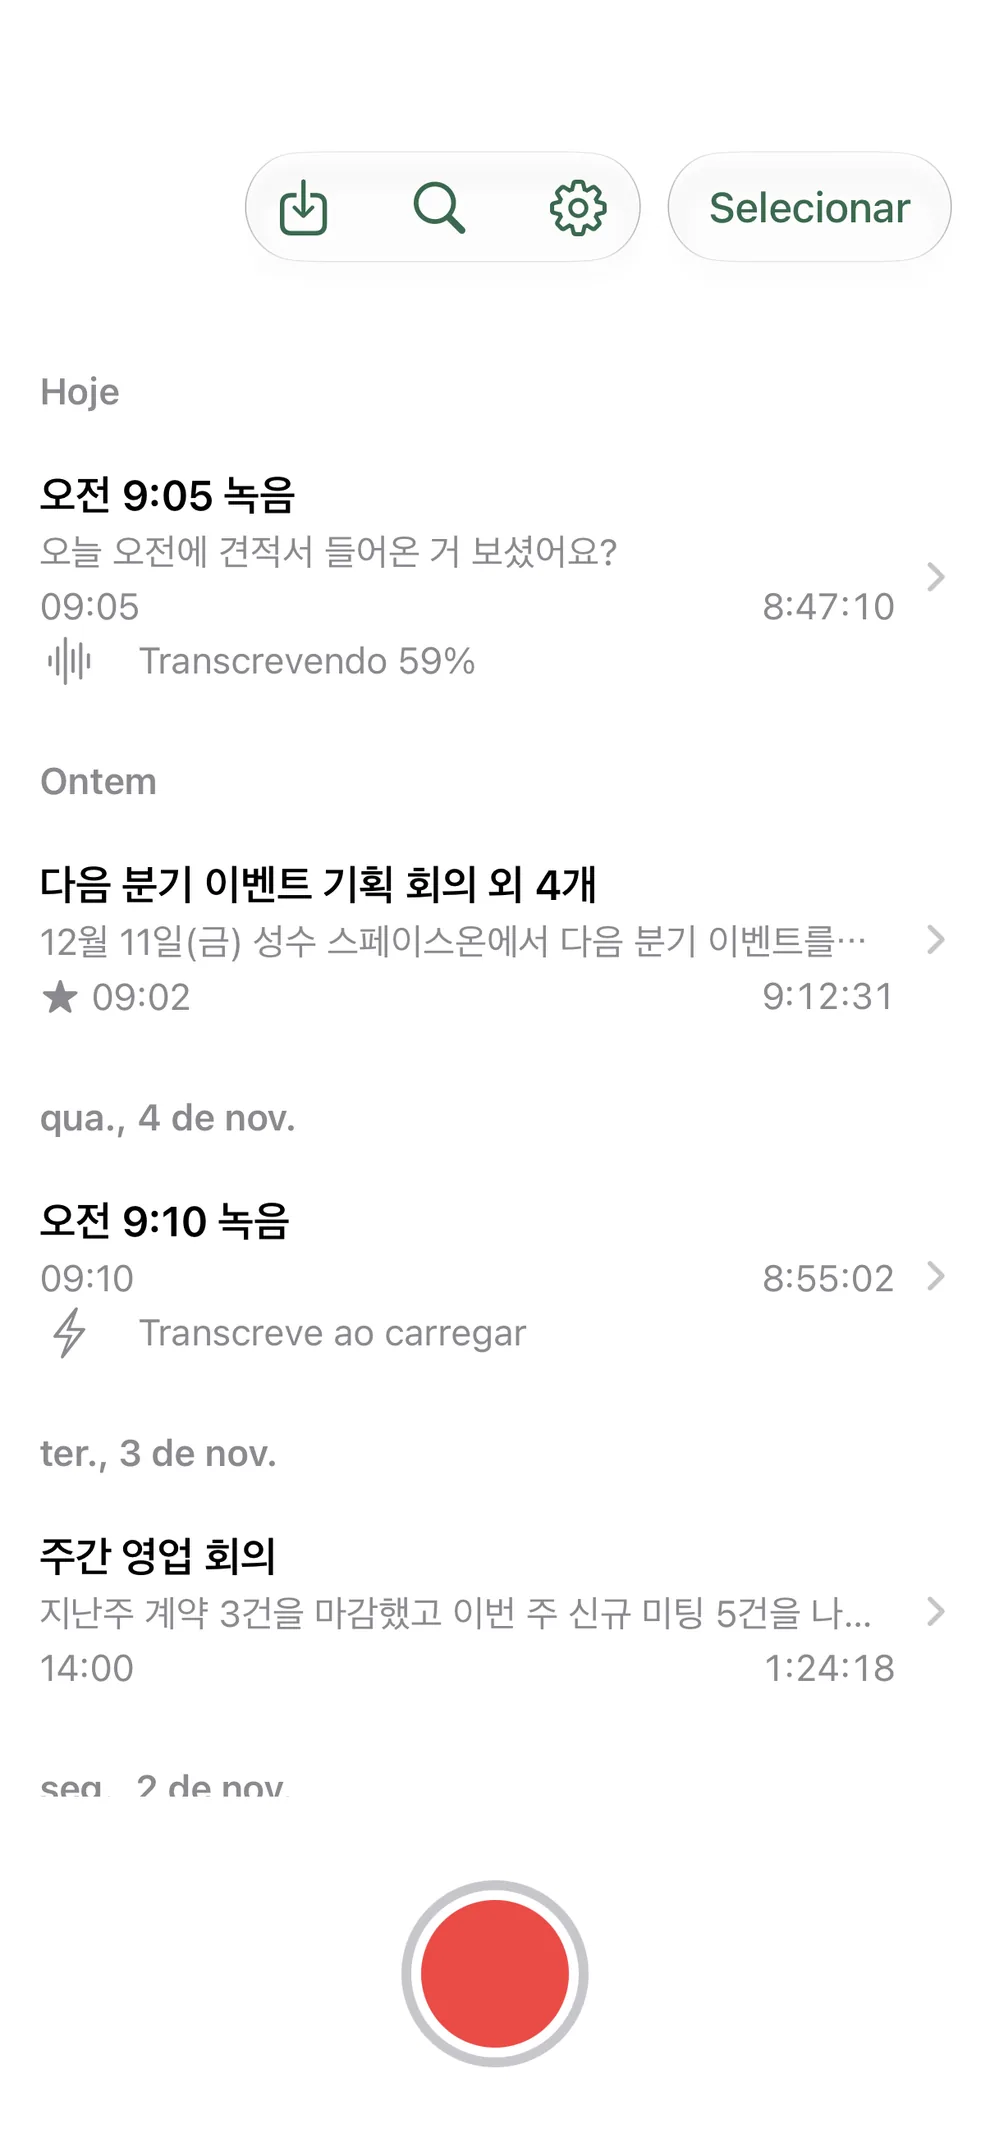 Selecionar
Hoje
오전 9:05 녹음
오늘 오전에 견적서 들어온 거 보셨어요?
09:05 8:47:10
Transcrevendo 59%
Ontem
다음 분기 이벤트 기획 회의 외 4개
12월 11일(금) 성수 스페이스온에서 다음 분기 이벤트를…
09:02 9:12:31
qua., 4 de nov.
오전 9:10 녹음
09:10 8:55:02
Transcreve ao carregar
ter., 3 de nov.
주간 영업 회의
지난주 계약 3건을 마감했고 이번 주 신규 미팅 5건을 나...
14:00 1:24:18
seg., 2 de nov.